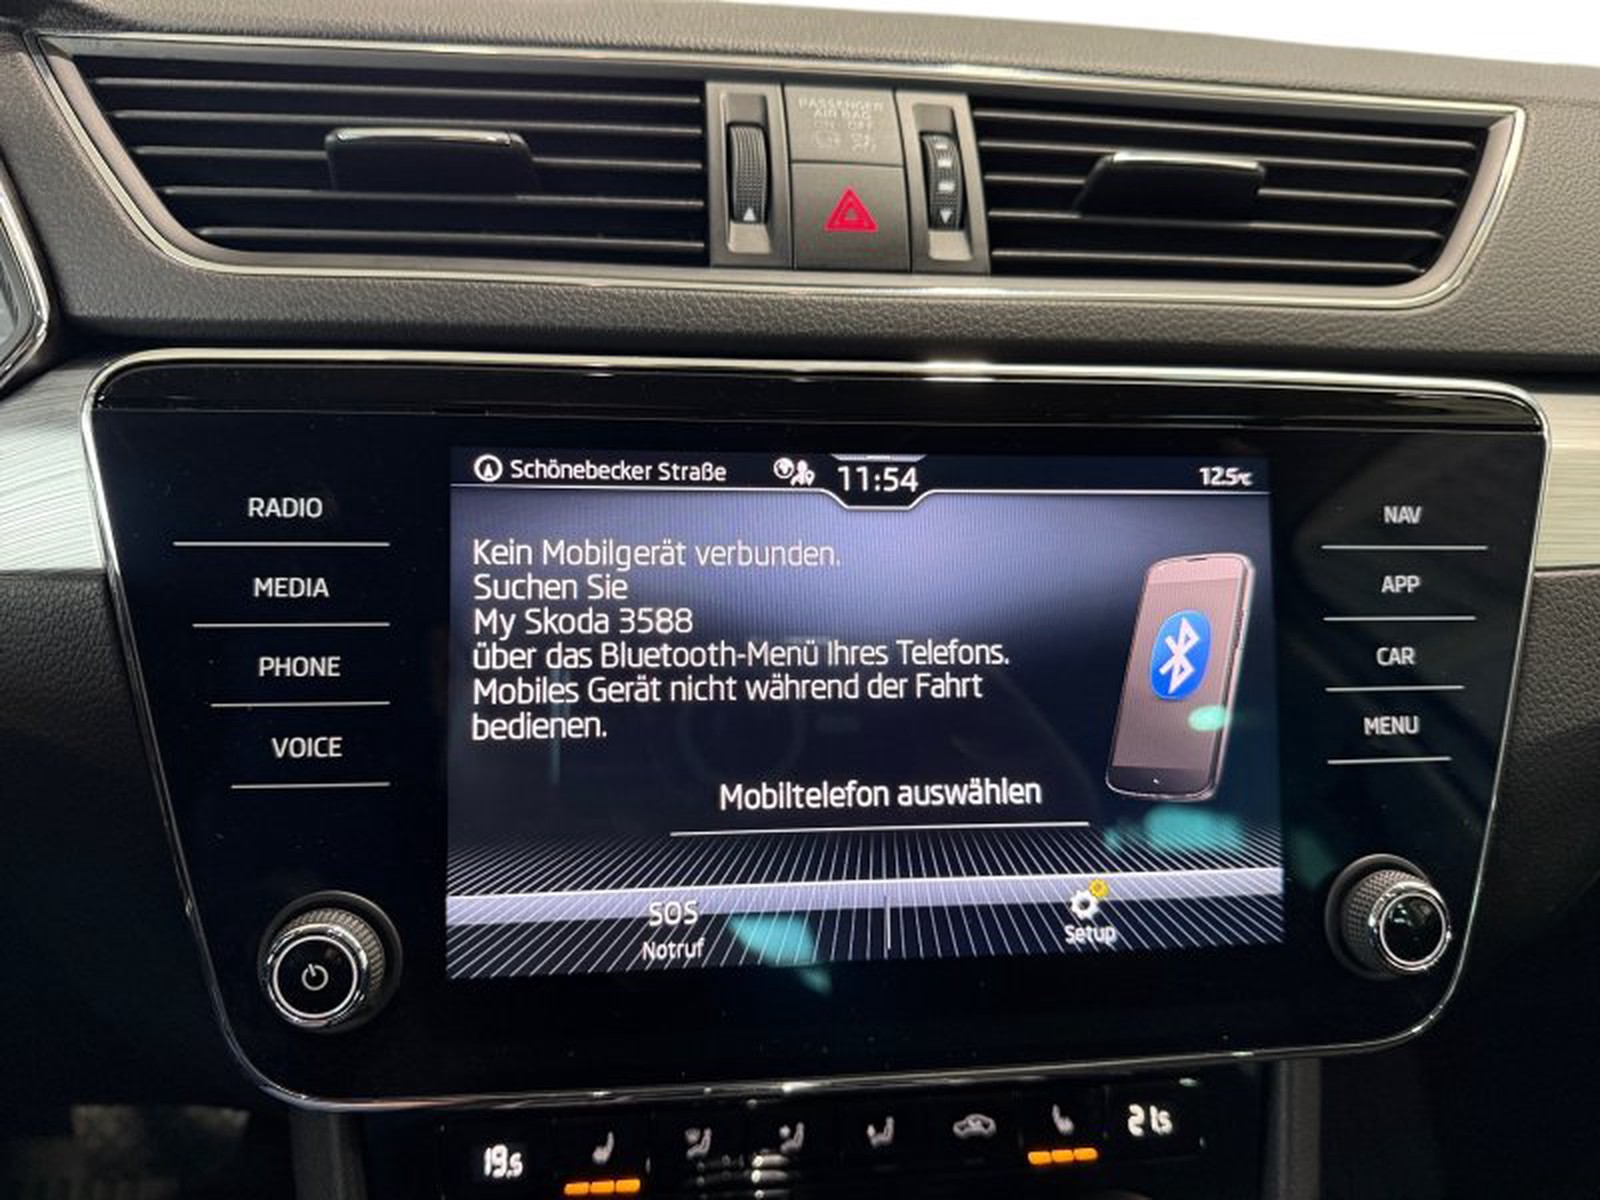 PASSENGER
AIR BAG
ON OFF
Schönebecker Straße
11:54
12.5°C
RADIO
MEDIA
PHONE
VOICE
Kein Mobilgerät verbunden.
Suchen Sie
My Skoda 3588
über das Bluetooth-Menü Ihres Telefons.
Mobiles Gerät nicht während der Fahrt
bedienen.
Mobiltelefon auswählen
SOS
Notruf
Setup
NAV
APP
CAR
MENU
19.5
21.5